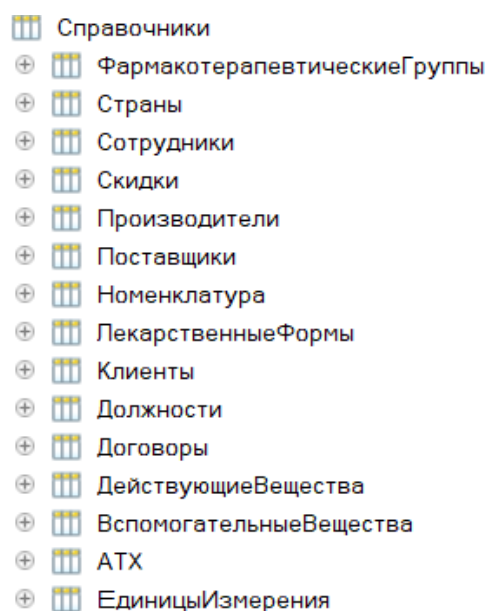 Справочники
ФармакотерапевтическиеГруппы
Страны
Сотрудники
Скидки
Производители
Поставщики
Номенклатура
ЛекарственныеФормы
Клиенты
Должности
Договоры
ДействующиеВещества
ВспомогательныеВещества
АТХ
ЕдиницыИзмерения